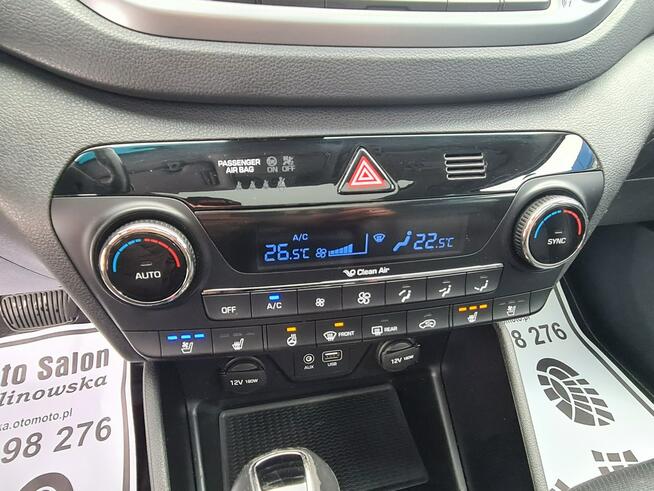 PASSENGER
AIR BAG ON OFF
A/C
26.5°C 22.5°C
Clean Air
AUTO
SYNC
OFF A/C
FRONT REAR
12V 180W AUX USB 12V 180W
to Salon
linowska
a.otomoto.pl
98 276
8 276